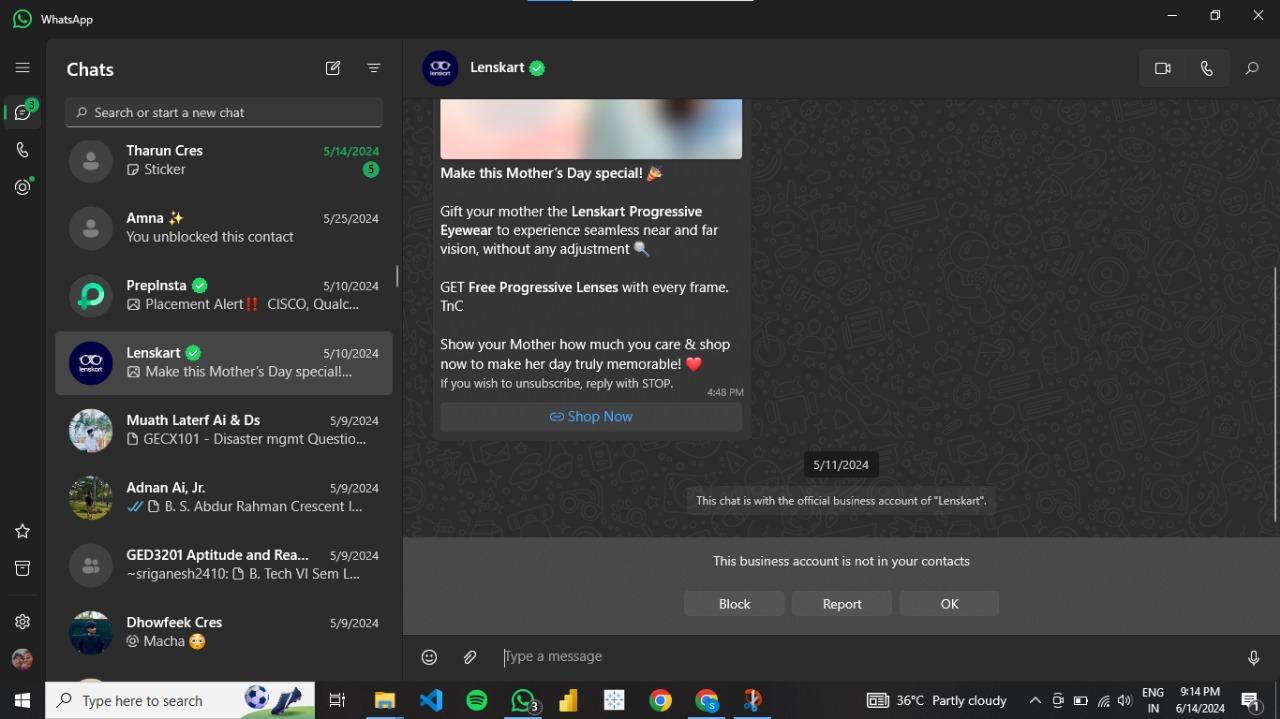 WhatsApp
Chats
Search or start a new chat
3
Tharun Cres 5/14/2024
Sticker 5
Amna ✨ 5/25/2024
You unblocked this contact
PrepInsta 5/10/2024
Placement Alert‼️ CISCO, Qualc...
Lenskart 5/10/2024
Make this Mother's Day special!...
Muath Laterf Ai & Ds 5/9/2024
GECX101 - Disaster mgmt Questio...
Adnan Ai, Jr. 5/9/2024
B. S. Abdur Rahman Crescent I...
GED3201 Aptitude and Rea... 5/9/2024
~sriganesh2410: B. Tech VI Sem L...
Dhowfeek Cres 5/9/2024
Macha 😳
lenskart
Lenskart
Make this Mother's Day special! 🎉
Gift your mother the Lenskart Progressive
Eyewear to experience seamless near and far
vision, without any adjustment 🔍
GET Free Progressive Lenses with every frame.
TnC
Show your Mother how much you care & shop
now to make her day truly memorable! ❤️
If you wish to unsubscribe, reply with STOP.
4:48 PM
Shop Now
5/11/2024
This chat is with the official business account of "Lenskart".
This business account is not in your contacts
Block Report OK
Type a message
Type here to search
3
36°C Partly cloudy
ENG
IN
9:14 PM
6/14/2024
1